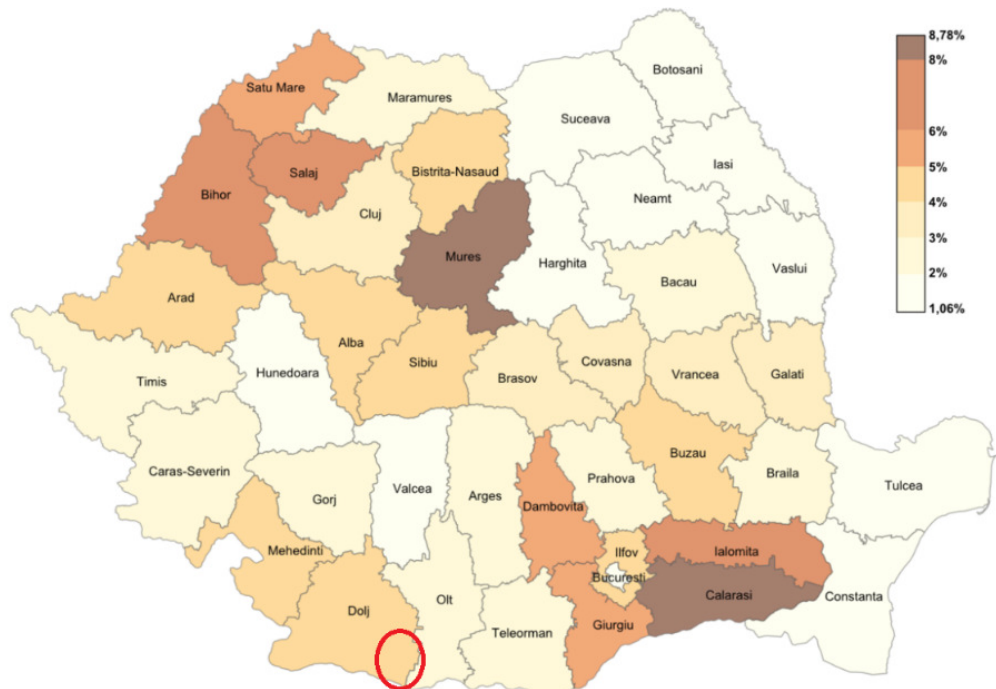 8,78%
8%
6%
5%
4%
3%
2%
1,06%
Botosani
Satu Mare
Maramures
Suceava
Iasi
Salaj
Bistrita-Nasaud
Bihor
Neamt
Cluj
Mures
Harghita
Vaslui
Bacau
Arad
Alba
Sibiu
Covasna
Hunedoara
Vrancea
Galati
Timis
Brasov
Buzau
Caras-Severin
Prahova
Braila
Tulcea
Gorj
Valcea
Arges
Dambovita
Mehedinti
Ilfov
Ialomita
Bucuresti
Calarasi
Constanta
Olt
Dolj
Giurgiu
Teleorman